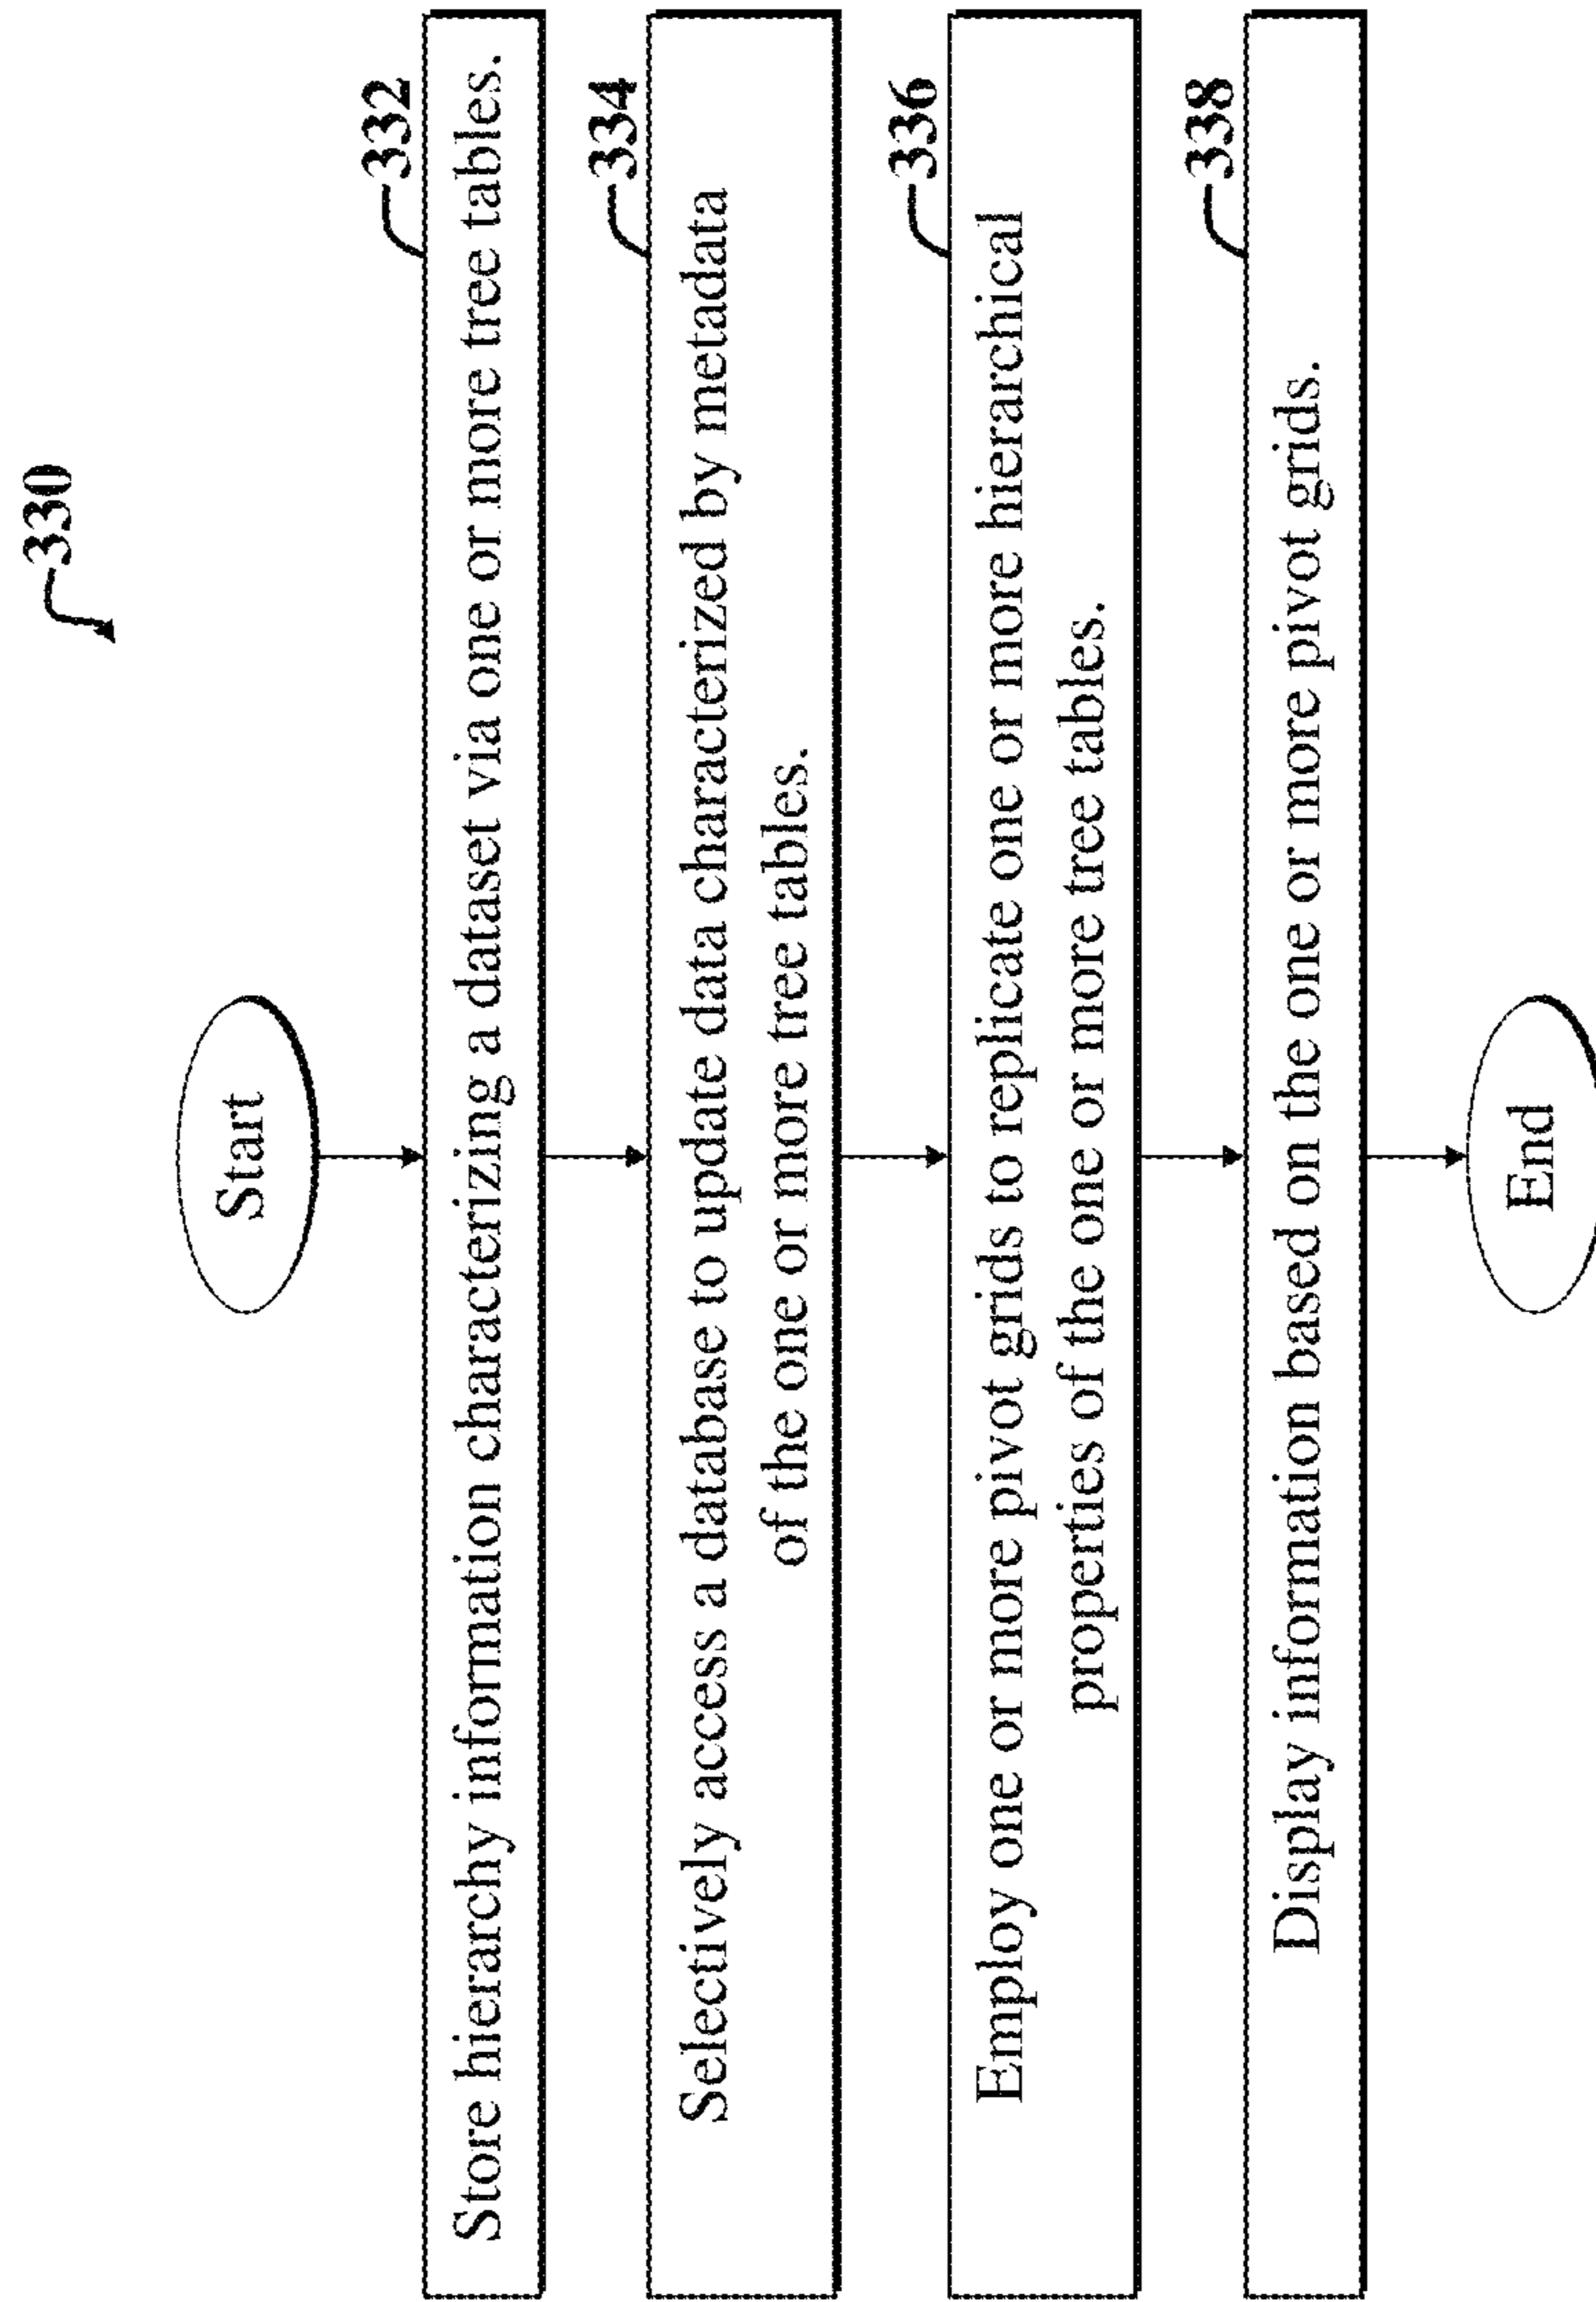 330
Start
332
Store hierarchy information characterizing a dataset via one or more tree tables.
334
Selectively access a database to update data characterized by metadata
of the one or more tree tables.
336
Employ one or more pivot grids to replicate one or more hierarchical
properties of the one or more tree tables.
338
Display information based on the one or more pivot grids.
End